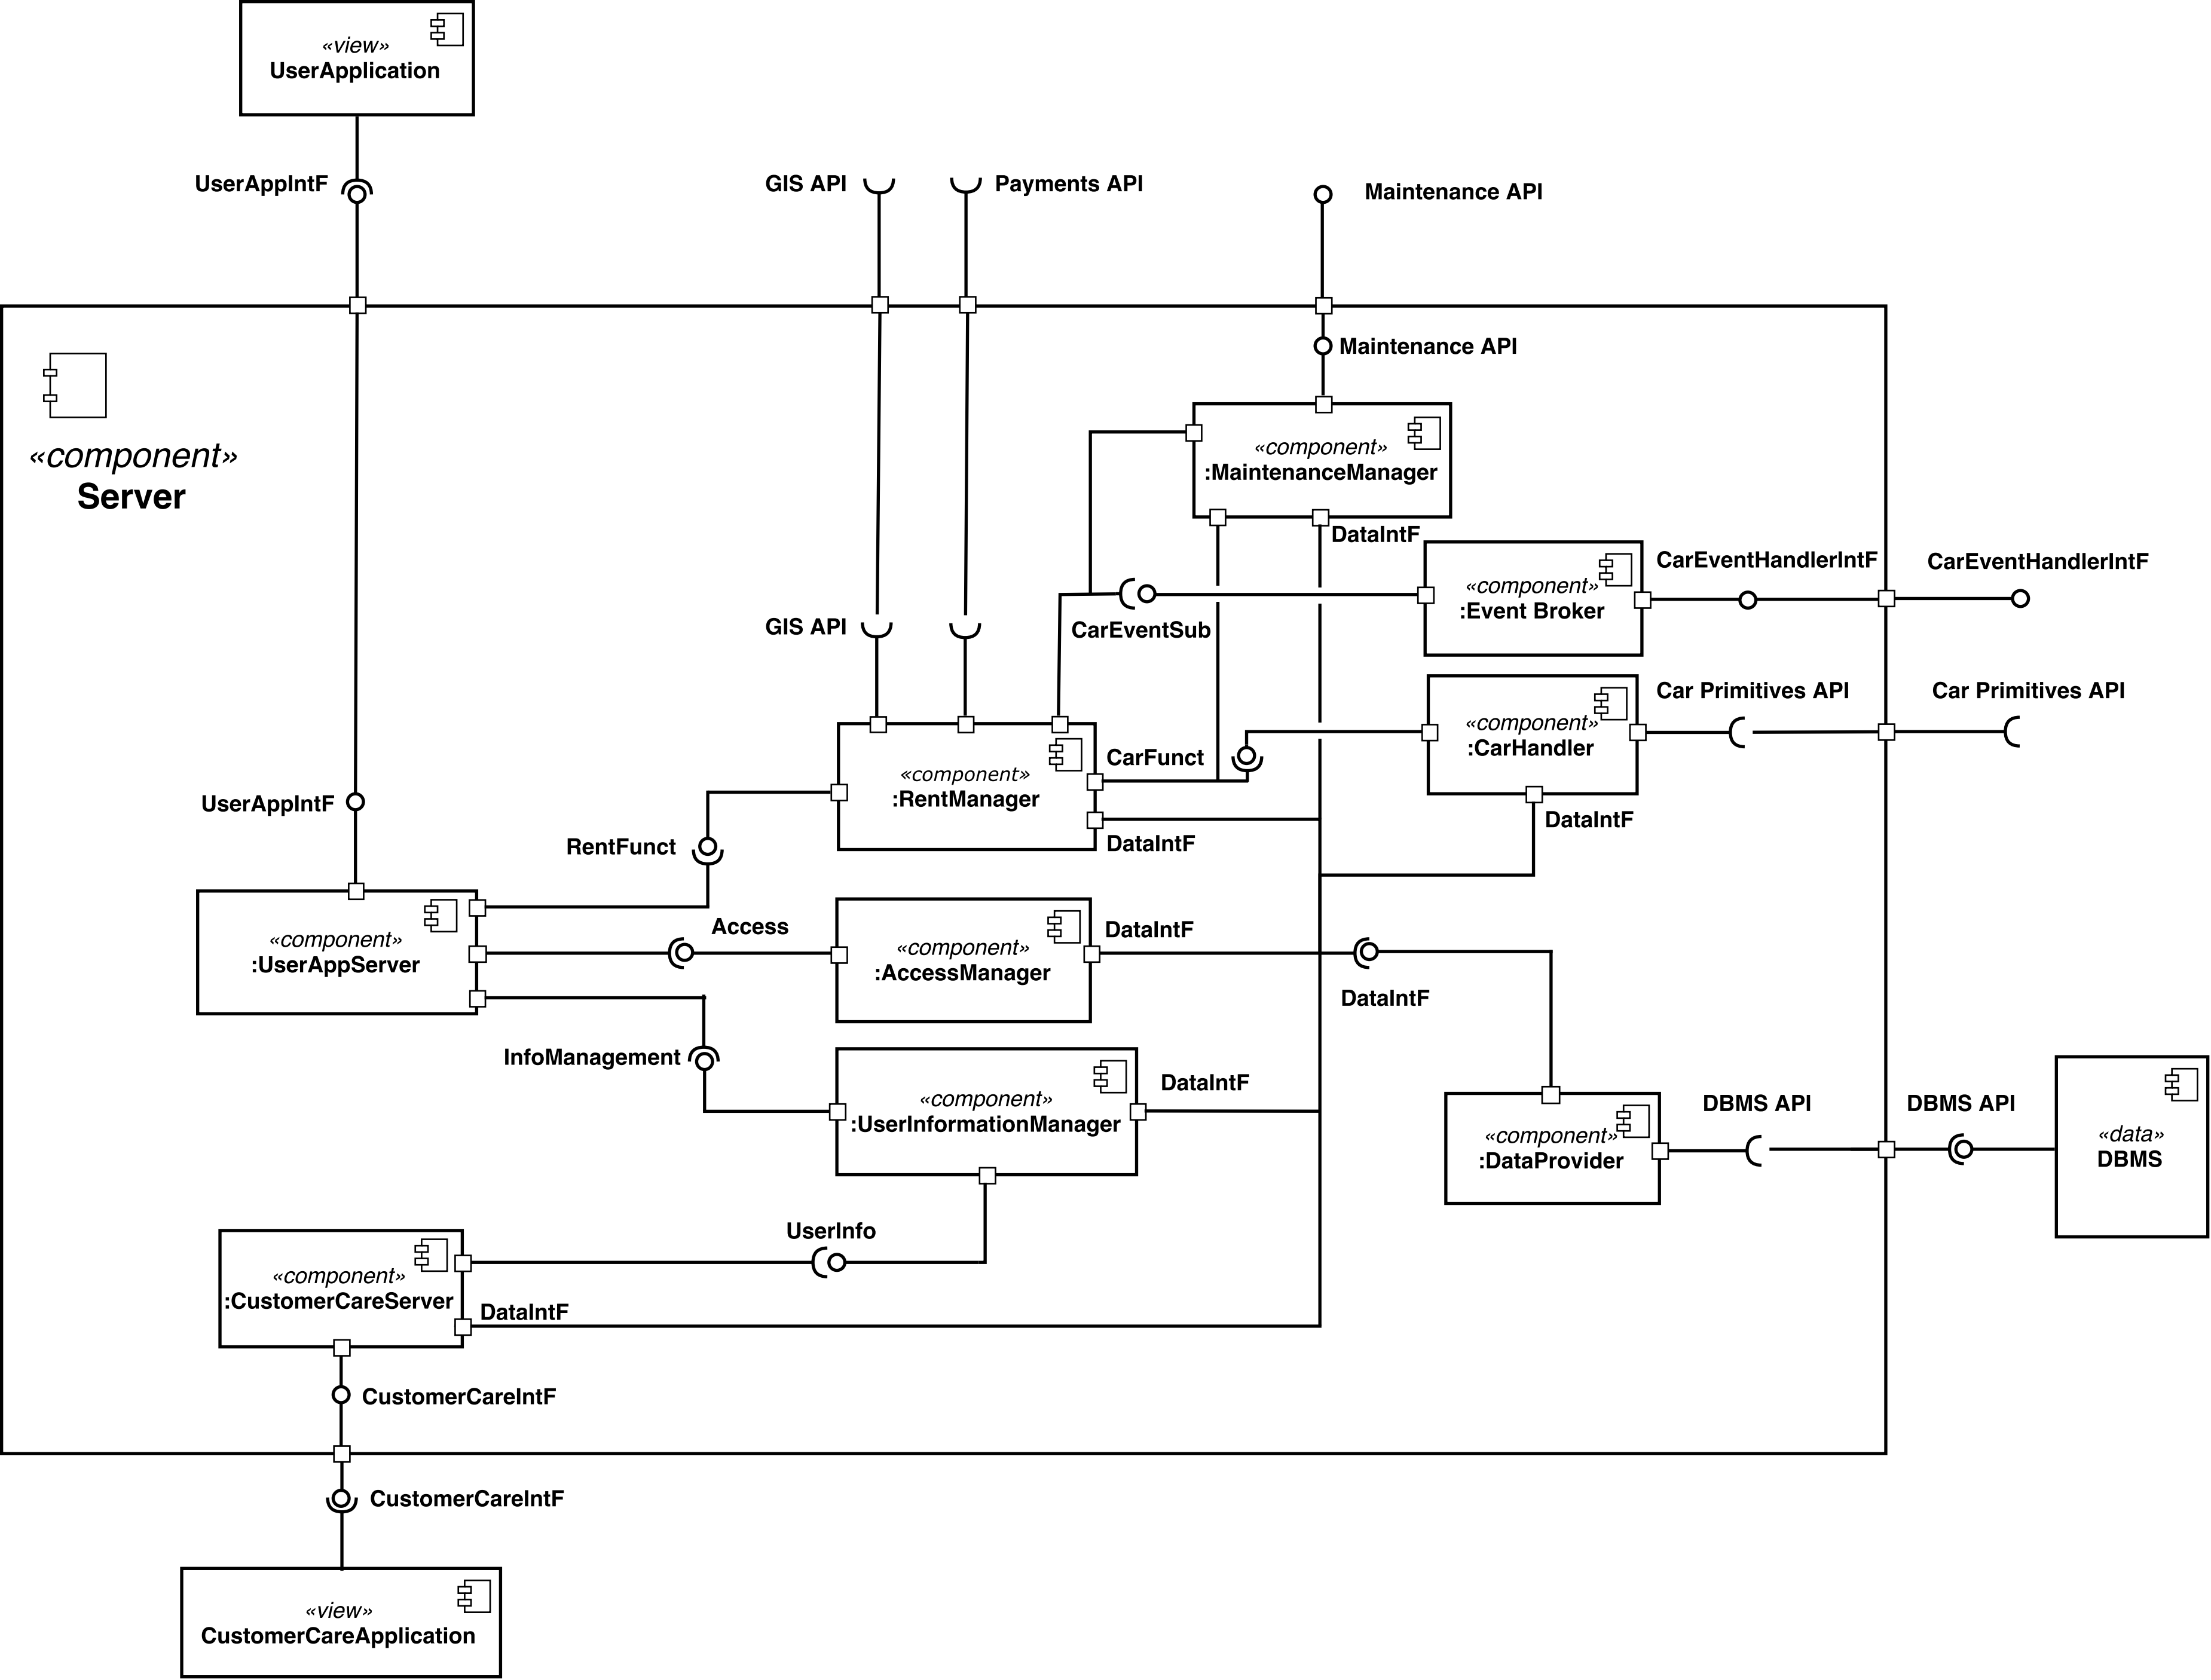 «view»
UserApplication
UserAppIntF
GIS API
Payments API
Maintenance API
Maintenance API
«component»
Server
«component»
:MaintenanceManager
DataIntF
«component»
:Event Broker
CarEventHandlerIntF
CarEventHandlerIntF
GIS API
CarEventSub
«component»
:CarHandler
Car Primitives API
Car Primitives API
DataIntF
«component»
:RentManager
CarFunct
DataIntF
UserAppIntF
RentFunct
«component»
:UserAppServer
Access
«component»
:AccessManager
DataIntF
DataIntF
InfoManagement
«component»
:UserInformationManager
DataIntF
«component»
:DataProvider
DBMS API
DBMS API
«data»
DBMS
UserInfo
«component»
:CustomerCareServer
DataIntF
CustomerCareIntF
CustomerCareIntF
«view»
CustomerCareApplication